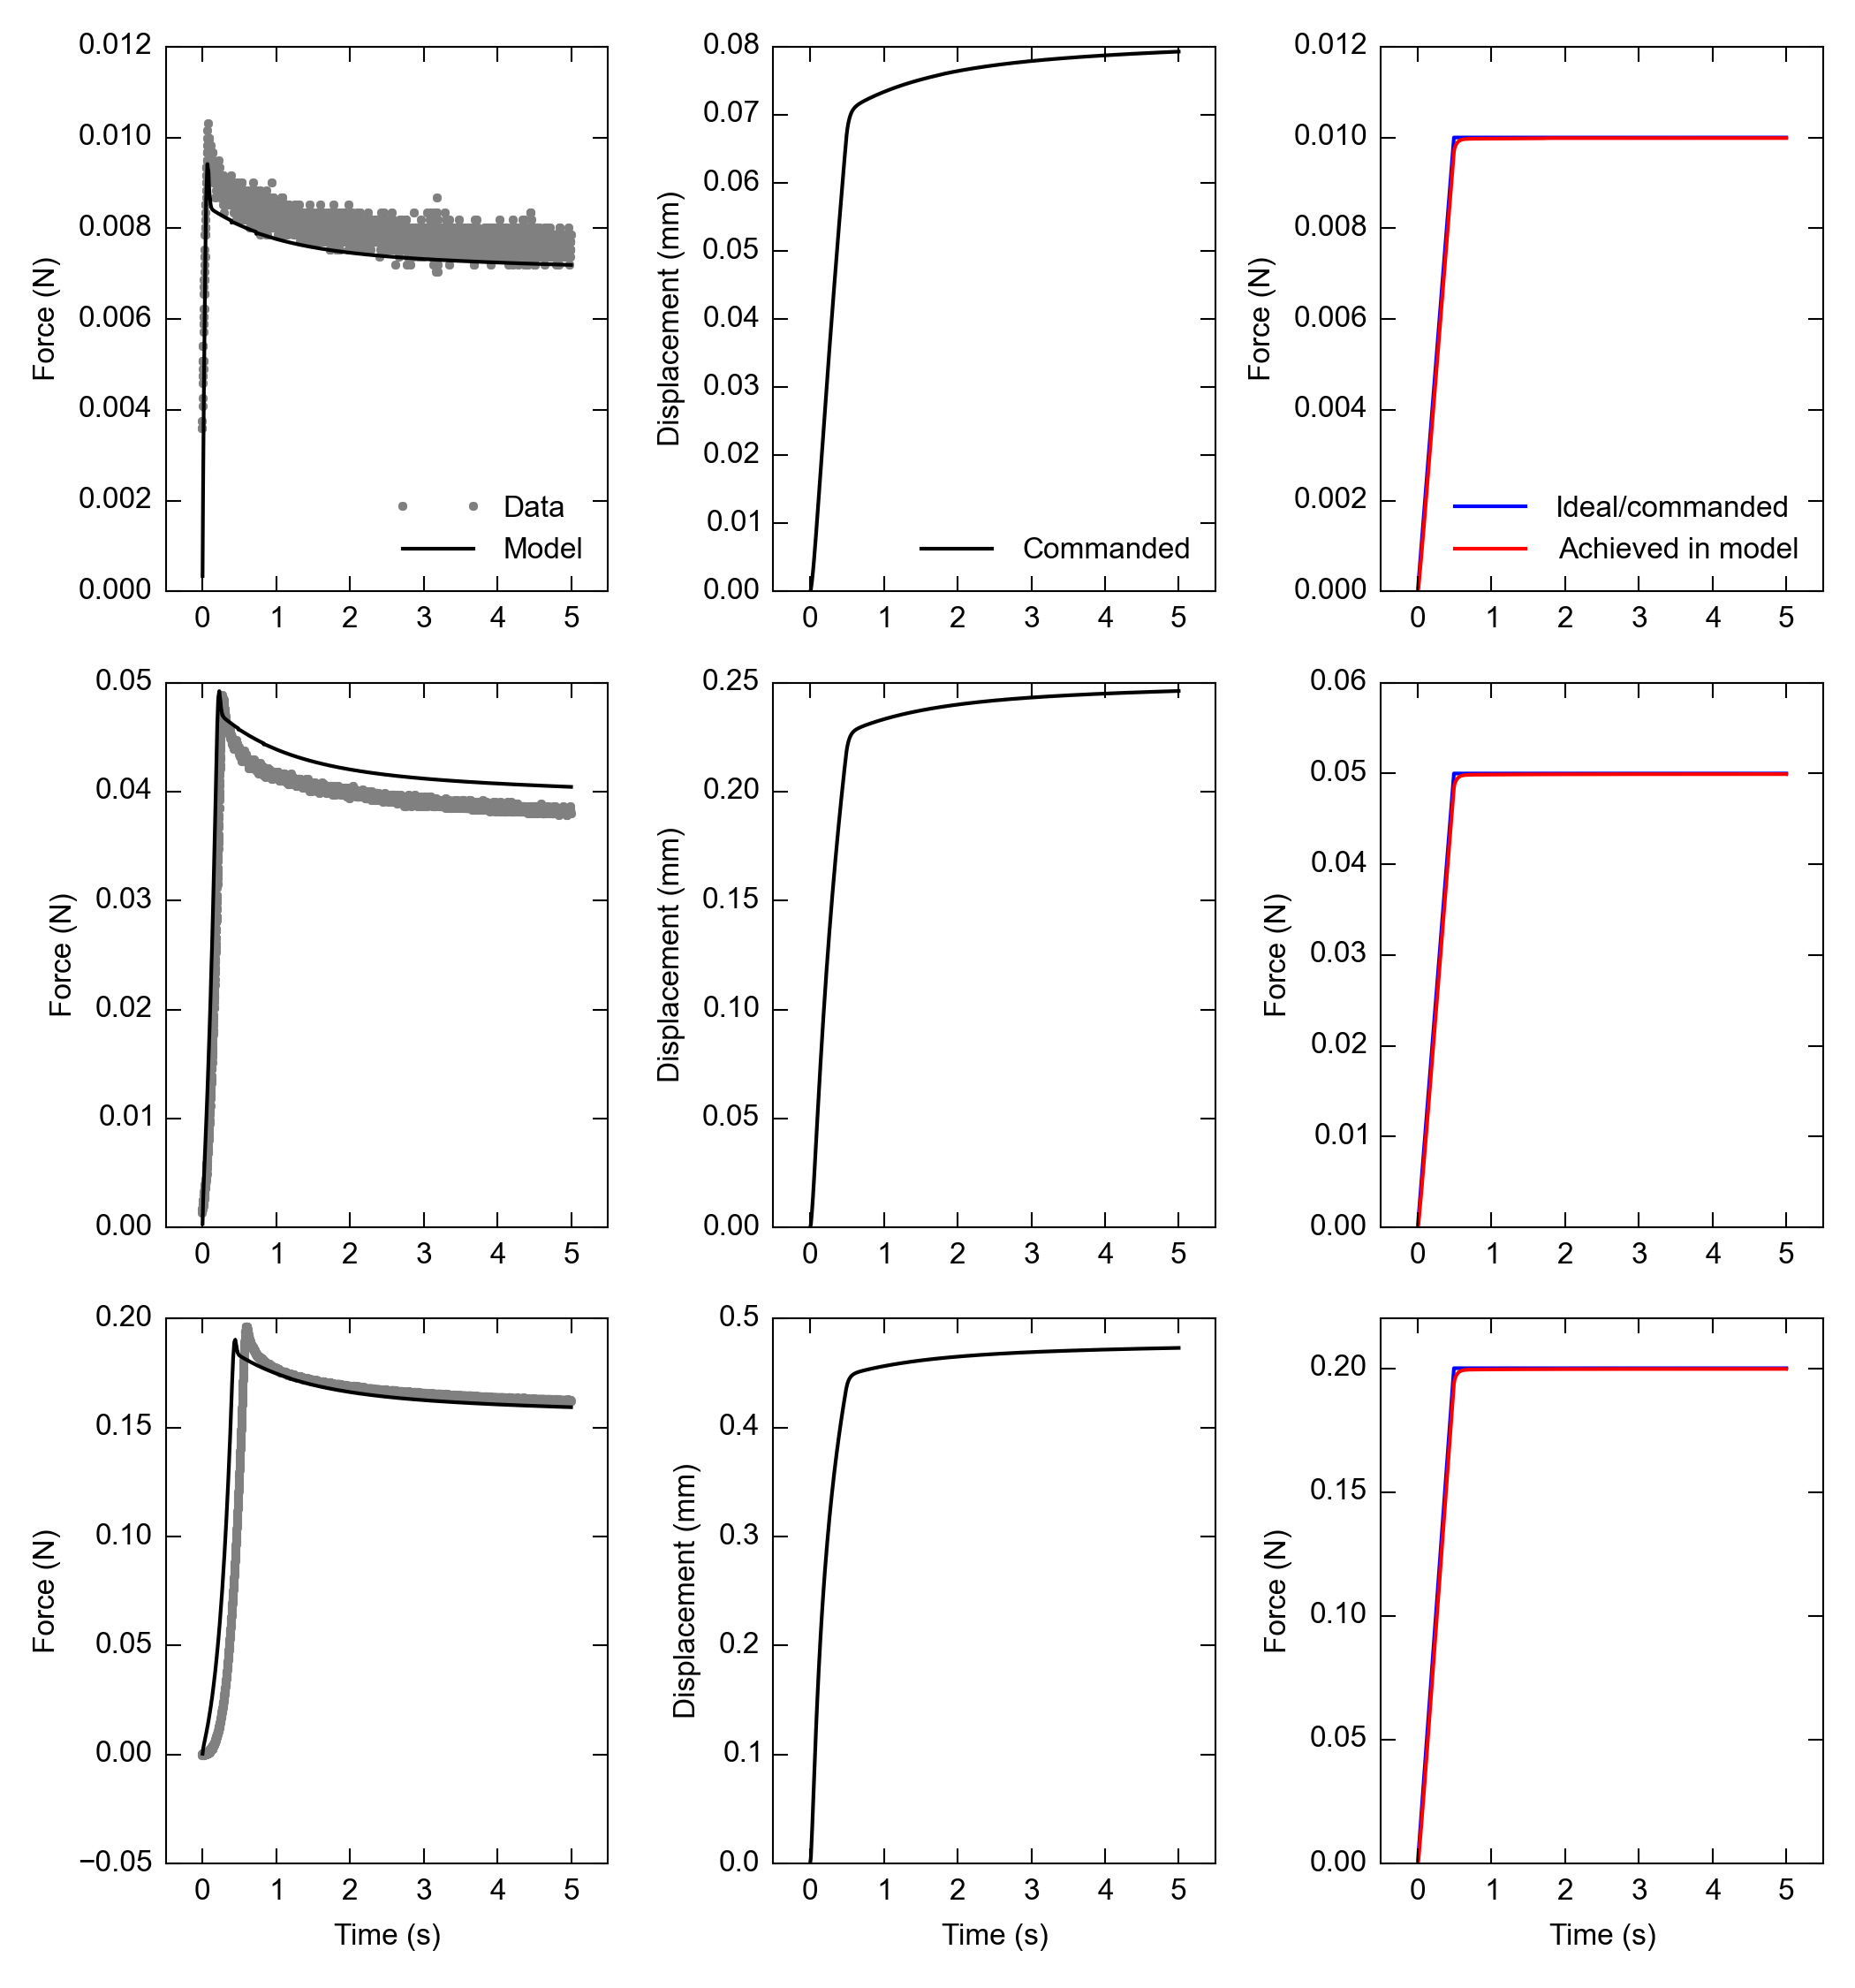 0.012
0.010
0.008
0.006
0.004
0.002
0.000
Force (N)
Data
Model
0 1 2 3 4 5
0.08
0.07
0.06
0.05
0.04
0.03
0.02
0.01
0.00
Displacement (mm)
Commanded
0 1 2 3 4 5
0.012
0.010
0.008
0.006
0.004
0.002
0.000
Force (N)
Ideal/commanded
Achieved in model
0 1 2 3 4 5
0.05
0.04
0.03
0.02
0.01
0.00
Force (N)
0 1 2 3 4 5
0.25
0.20
0.15
0.10
0.05
0.00
Displacement (mm)
0 1 2 3 4 5
0.06
0.05
0.04
0.03
0.02
0.01
0.00
Force (N)
0 1 2 3 4 5
0.20
0.15
0.10
0.05
0.00
−0.05
Force (N)
0 1 2 3 4 5
Time (s)
0.5
0.4
0.3
0.2
0.1
0.0
Displacement (mm)
0 1 2 3 4 5
Time (s)
0.20
0.15
0.10
0.05
0.00
Force (N)
0 1 2 3 4 5
Time (s)